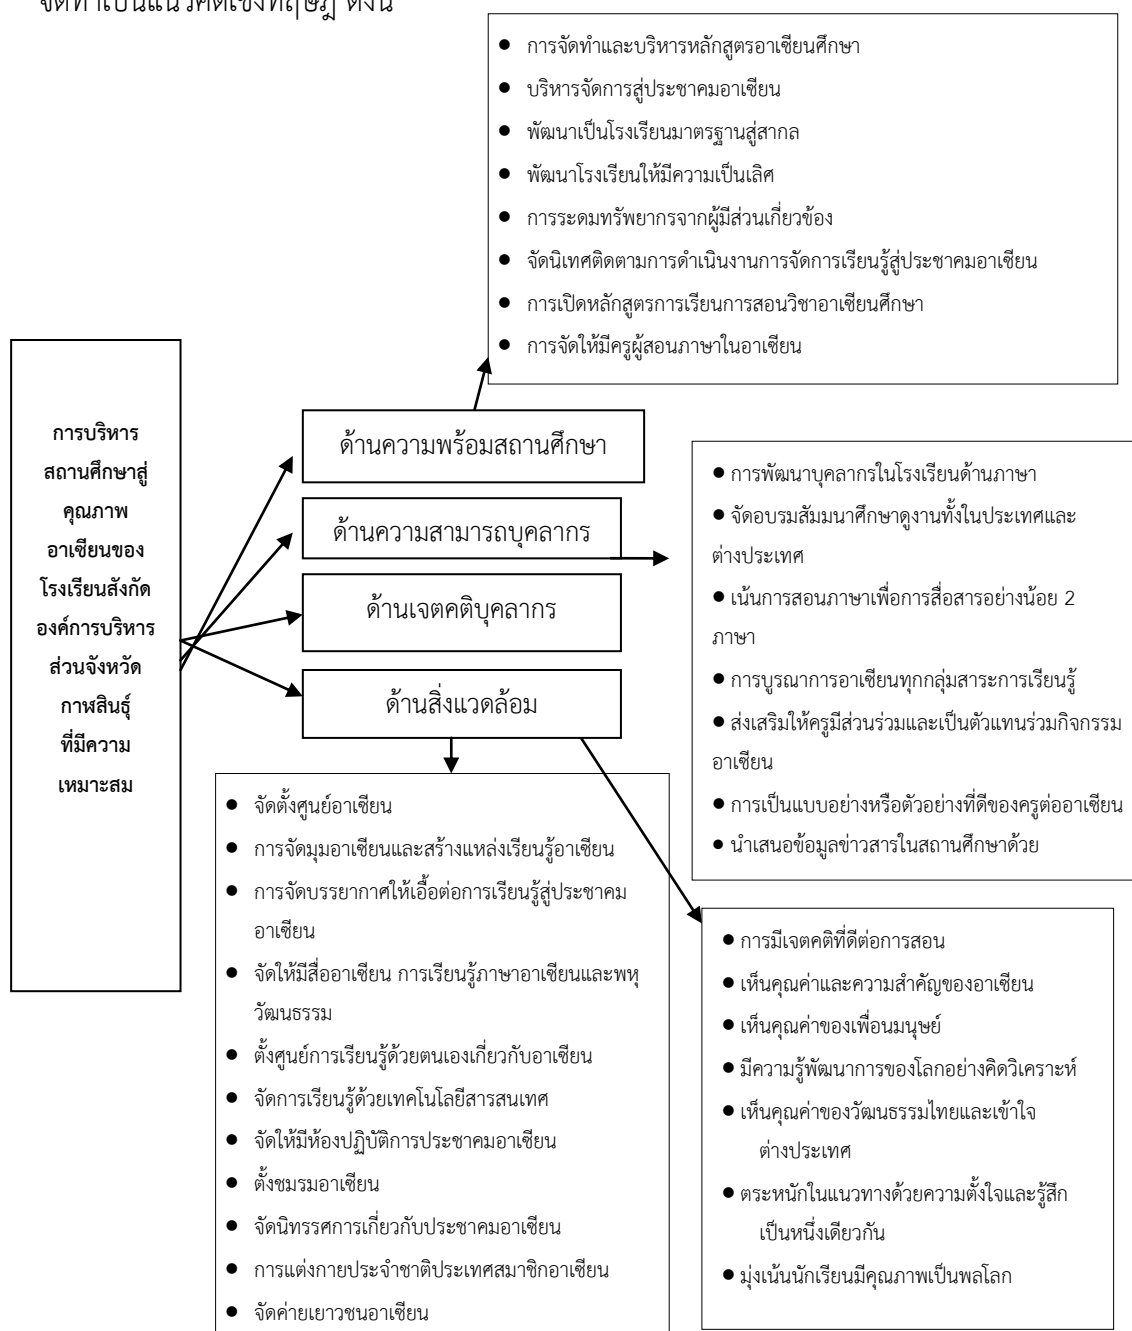 จัดทำเป็นแนวคิดเชิงทฤษฎี ดังนี้
● การจัดทำและบริหารหลักสูตรอาเซียนศึกษา
● บริหารจัดการสู่ประชาคมอาเซียน
● พัฒนาเป็นโรงเรียนมาตรฐานสู่สากล
● พัฒนาโรงเรียนให้มีความเป็นเลิศ
● การระดมทรัพยากรจากผู้มีส่วนเกี่ยวข้อง
● จัดนิเทศติดตามการดำเนินงานการจัดการเรียนรู้สู่ประชาคมอาเซียน
● การเปิดหลักสูตรการเรียนการสอนวิชาอาเซียนศึกษา
● การจัดให้มีครูผู้สอนภาษาในอาเซียน
การบริหาร
สถานศึกษาสู่
คุณภาพ
อาเซียนของ
โรงเรียนสังกัด
องค์การบริหาร
ส่วนจังหวัด
กาฬสินธุ์
ที่มีความ
เหมาะสม
ด้านความพร้อมสถานศึกษา
ด้านความสามารถบุคลากร
ด้านเจตคติบุคลากร
ด้านสิ่งแวดล้อม
● การพัฒนาบุคลากรในโรงเรียนด้านภาษา
● จัดอบรมสัมมนาศึกษาดูงานทั้งในประเทศและ
ต่างประเทศ
● เน้นการสอนภาษาเพื่อการสื่อสารอย่างน้อย 2
ภาษา
● การบูรณาการอาเซียนทุกกลุ่มสาระการเรียนรู้
● ส่งเสริมให้ครูมีส่วนร่วมและเป็นตัวแทนร่วมกิจกรรม
อาเซียน
● การเป็นแบบอย่างหรือตัวอย่างที่ดีของครูต่ออาเซียน
● นำเสนอข้อมูลข่าวสารในสถานศึกษาด้วย
● จัดตั้งศูนย์อาเซียน
● การจัดมุมอาเซียนและสร้างแหล่งเรียนรู้อาเซียน
● การจัดบรรยากาศให้เอื้อต่อการเรียนรู้สู่ประชาคม
อาเซียน
● จัดให้มีสื่ออาเซียน การเรียนรู้ภาษาอาเซียนและพหุ
วัฒนธรรม
● ตั้งศูนย์การเรียนรู้ด้วยตนเองเกี่ยวกับอาเซียน
● จัดการเรียนรู้ด้วยเทคโนโลยีสารสนเทศ
● จัดให้มีห้องปฏิบัติการประชาคมอาเซียน
● ตั้งชมรมอาเซียน
● จัดนิทรรศการเกี่ยวกับประชาคมอาเซียน
● การแต่งกายประจำชาติประเทศสมาชิกอาเซียน
● จัดค่ายเยาวชนอาเซียน
● การมีเจตคติที่ดีต่อการสอน
● เห็นคุณค่าและความสำคัญของอาเซียน
● เห็นคุณค่าของเพื่อนมนุษย์
● มีความรู้พัฒนาการของโลกอย่างคิดวิเคราะห์
● เห็นคุณค่าของวัฒนธรรมไทยและเข้าใจ
ต่างประเทศ
● ตระหนักในแนวทางด้วยความตั้งใจและรู้สึก
เป็นหนึ่งเดียวกัน
● มุ่งเน้นนักเรียนมีคุณภาพเป็นพลโลก